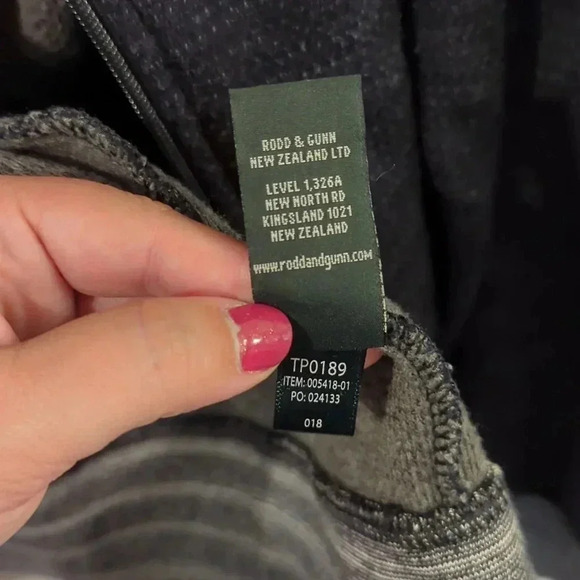 RODD & GUNN
NEW ZEALAND LTD
LEVEL 1,326A
NEW NORTH RD
KINGSLAND 1021
NEW ZEALAND
www.roddandgunn.com
TP0189
ITEM: 005418-01
PO: 024133
018